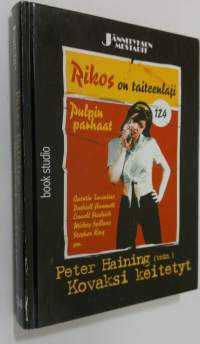 JÄNNITYKSEN
MESTARIT
Rikos on taiteenlaji
Pulpin
parhaat
124
Quentin Tarantino
Dashiell Hammett
Cornell Woolrich
Mickey Spillane
Stephen King
ym.
Peter Haining (toim.)
Kovaksi keitetyt
book studio